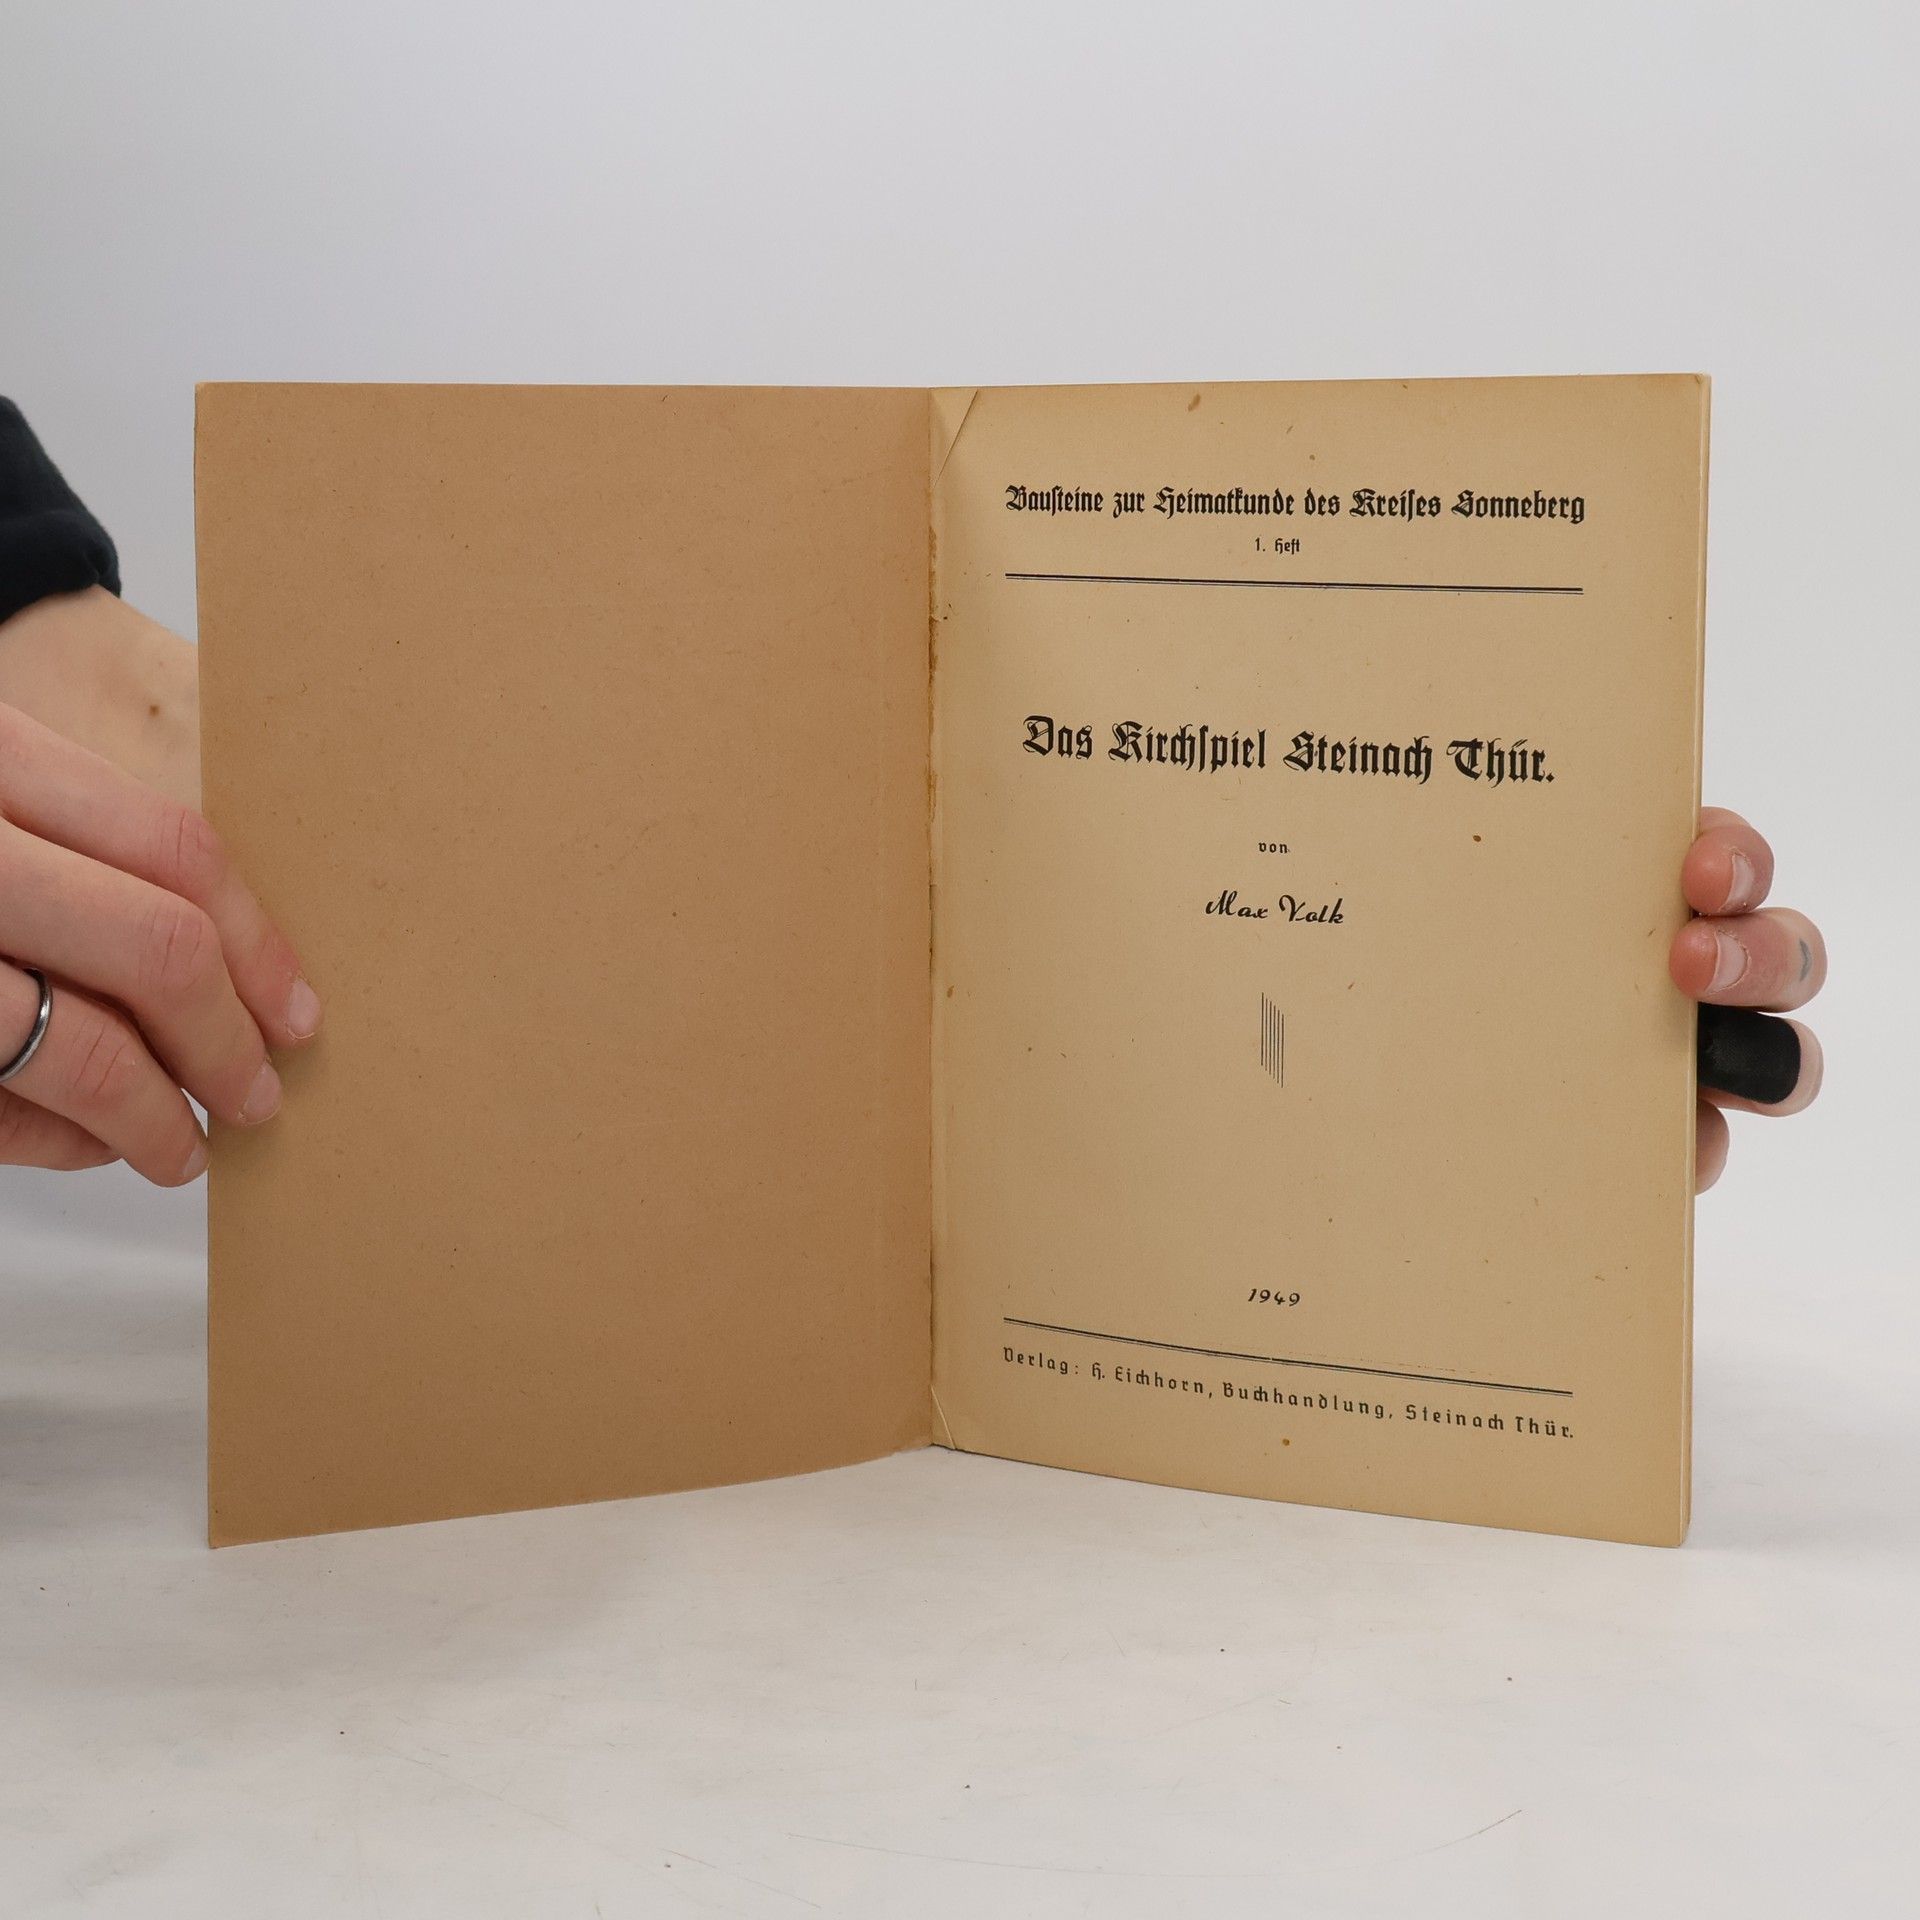 Bauſteine zur Heimatkunde des Kreiſes Sonneberg
1. Heft
Das Kirchſpiel Steinach Thür.
von
Max Volk
1949
Verlag: H. Eichhorn, Buchhandlung, Steinach Thür.